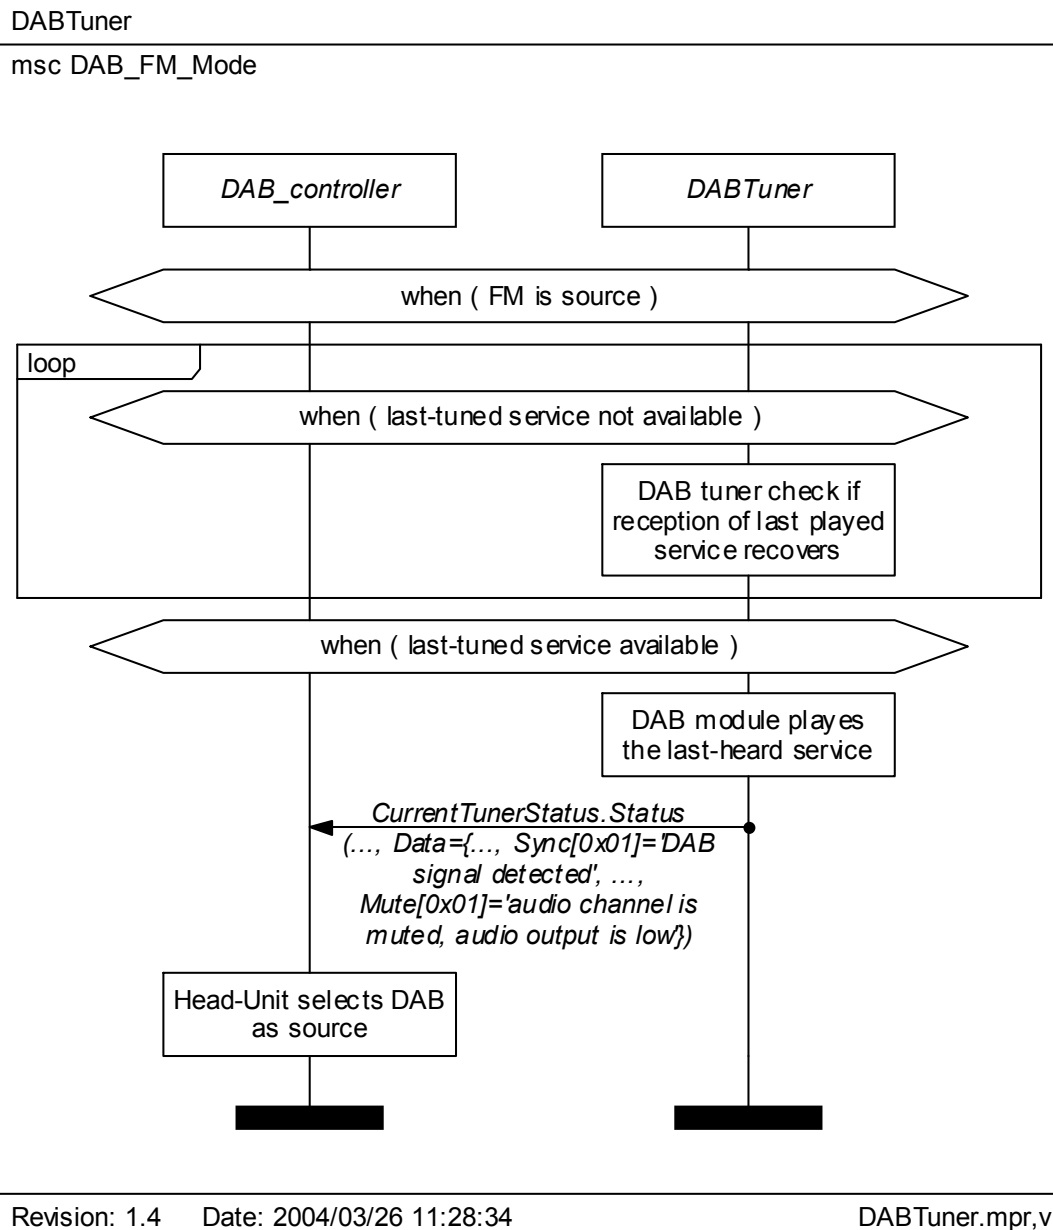 DABTuner
msc DAB_FM_Mode
DAB_controller
DABTuner
when ( FM is source )
loop
when ( last-tuned service not available )
DAB tuner check if
reception of last played
service recovers
when ( last-tuned service available )
DAB module playes
the last-heard service
CurrentTunerStatus.Status
(..., Data={..., Sync[0x01]='DAB
signal detected', ...,
Mute[0x01]='audio channel is
muted, audio output is low'})
Head-Unit selects DAB
as source
Revision: 1.4 Date: 2004/03/26 11:28:34 DABTuner.mpr,v